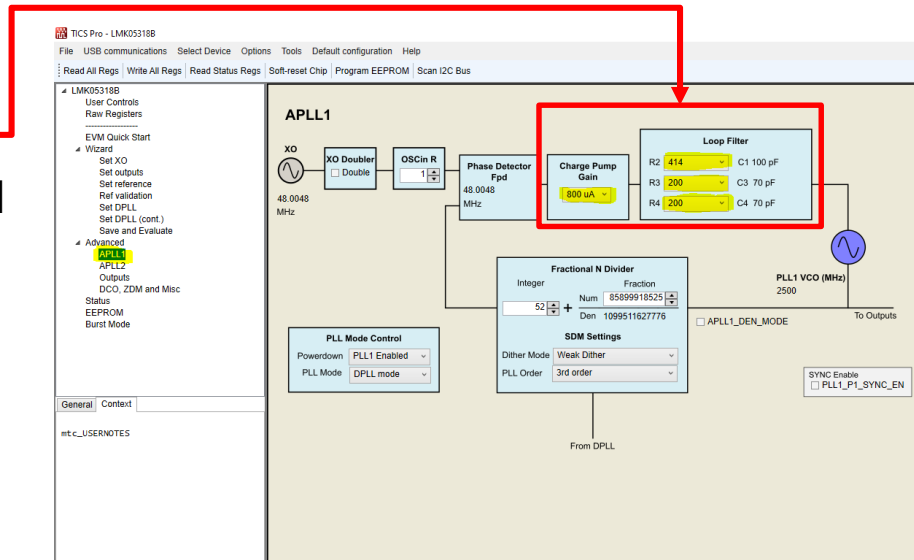 TICS Pro - LMK05318B
File USB communications Select Device Options Tools Default configuration Help
Read All Regs Write All Regs Read Status Regs Soft-reset Chip Program EEPROM Scan I2C Bus
LMK05318B
User Controls
Raw Registers
------------------
EVM Quick Start
Wizard
Set XO
Set outputs
Set reference
Ref validation
Set DPLL
Set DPLL (cont.)
Save and Evaluate
Advanced
APLL1
APLL2
Outputs
DCO, ZDM and Misc
Status
EEPROM
Burst Mode
General Context
mtc_USERNOTES
APLL1
XO
48.0048
MHz
XO Doubler
Double
OSCin R
1
Phase Detector
Fpd
48.0048
MHz
Charge Pump
Gain
800 uA
Loop Filter
R2 414 C1 100 pF
R3 200 C3 70 pF
R4 200 C4 70 pF
PLL1 VCO (MHz)
2500
To Outputs
Fractional N Divider
Integer Fraction
52 + Num 85899918525
Den 1099511627776
APLL1_DEN_MODE
SDM Settings
Dither Mode Weak Dither
PLL Order 3rd order
PLL Mode Control
Powerdown PLL1 Enabled
PLL Mode DPLL mode
SYNC Enable
PLL1_P1_SYNC_EN
From DPLL